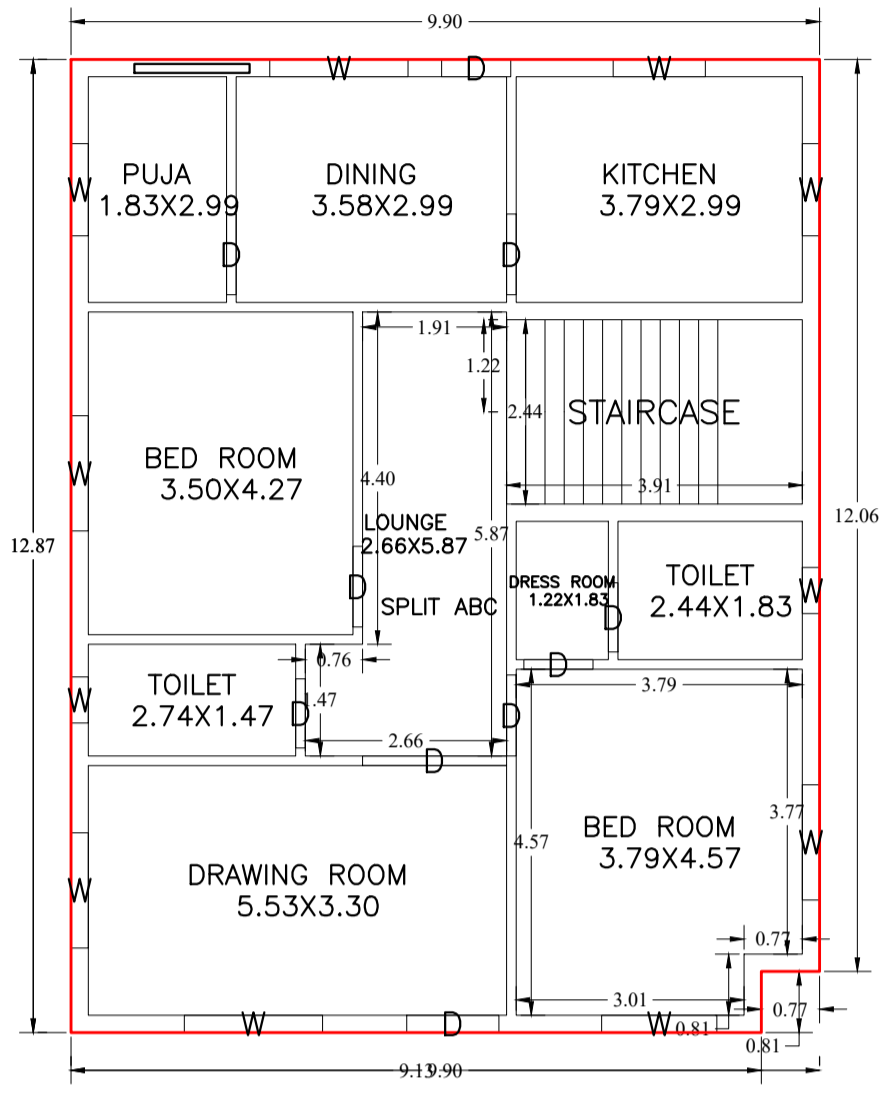 9.90
W
D
W
PUJA
1.83X2.99
DINING
3.58X2.99
KITCHEN
3.79X2.99
W
W
D
D
1.91
1.22
2.44
STAIRCASE
3.91
BED ROOM
3.50X4.27
W
4.40
LOUNGE
2.66X5.87
5.87
SPLIT ABC
D
12.87
12.06
DRESS ROOM
1.22X1.83
TOILET
2.44X1.83
W
D
D
0.76
TOILET
2.74X1.47
W
D
1.47
2.66
D
D
3.79
BED ROOM
3.79X4.57
4.57
3.77
W
DRAWING ROOM
5.53X3.30
W
0.77
3.01
0.81
0.77
0.81
W
D
W
9.13
9.90